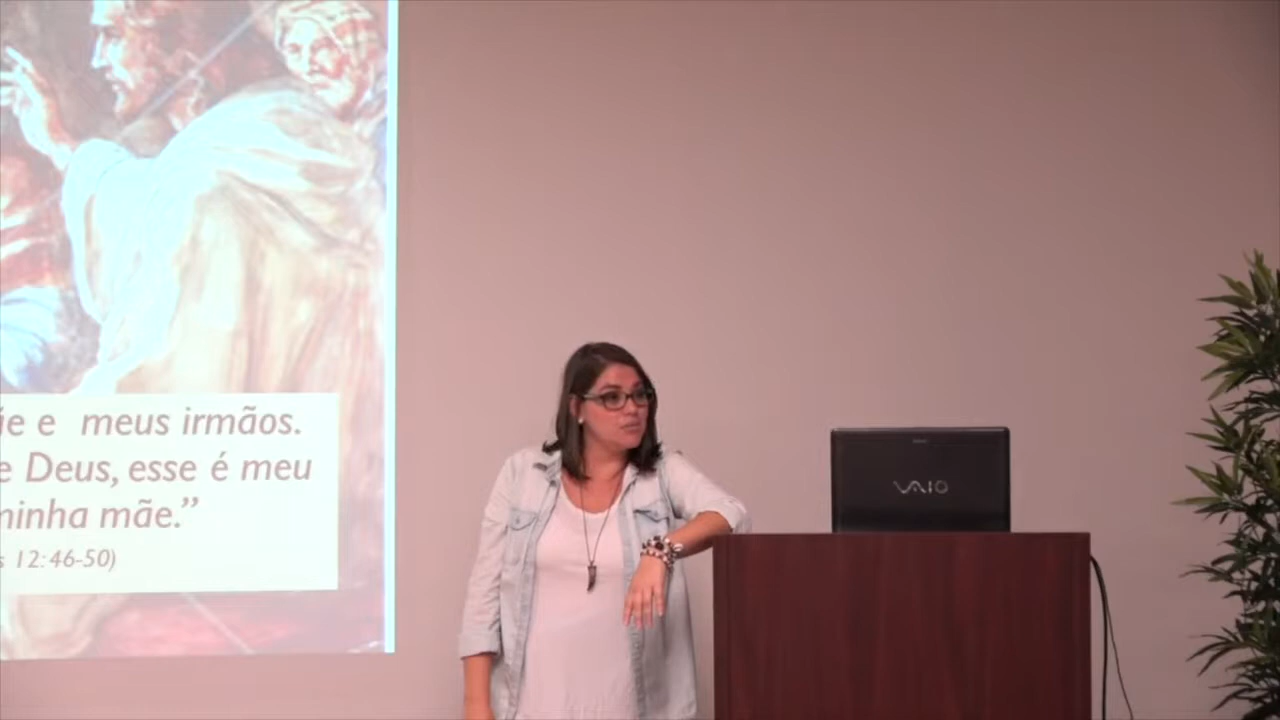 e meus irmãos.
Deus, esse é meu
minha mãe.”
12:46-50)
VAIO